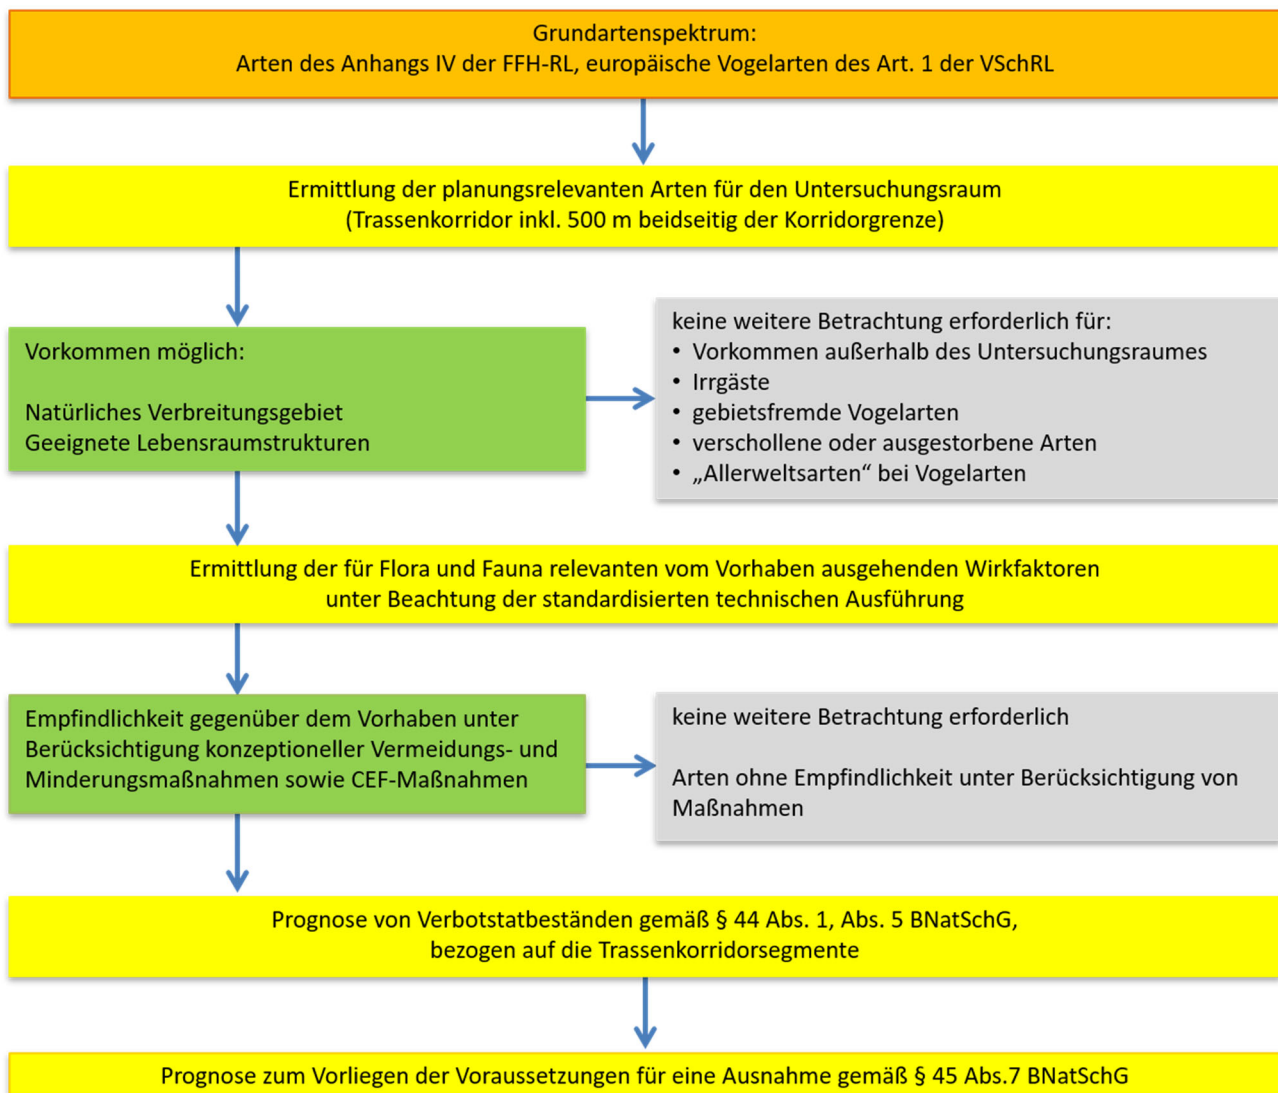 Grundartenspektrum:
Arten des Anhangs IV der FFH-RL, europäische Vogelarten des Art. 1 der VSchRL
Ermittlung der planungsrelevanten Arten für den Untersuchungsraum
(Trassenkorridor inkl. 500 m beidseitig der Korridorgrenze)
Vorkommen möglich:
Natürliches Verbreitungsgebiet
Geeignete Lebensraumstrukturen
keine weitere Betrachtung erforderlich für:
• Vorkommen außerhalb des Untersuchungsraumes
• Irrgäste
• gebietsfremde Vogelarten
• verschollene oder ausgestorbene Arten
• „Allerweltsarten“ bei Vogelarten
Ermittlung der für Flora und Fauna relevanten vom Vorhaben ausgehenden Wirkfaktoren
unter Beachtung der standardisierten technischen Ausführung
Empfindlichkeit gegenüber dem Vorhaben unter
Berücksichtigung konzeptioneller Vermeidungs- und
Minderungsmaßnahmen sowie CEF-Maßnahmen
keine weitere Betrachtung erforderlich
Arten ohne Empfindlichkeit unter Berücksichtigung von
Maßnahmen
Prognose von Verbotstatbeständen gemäß § 44 Abs. 1, Abs. 5 BNatSchG,
bezogen auf die Trassenkorridorsegmente
Prognose zum Vorliegen der Voraussetzungen für eine Ausnahme gemäß § 45 Abs.7 BNatSchG